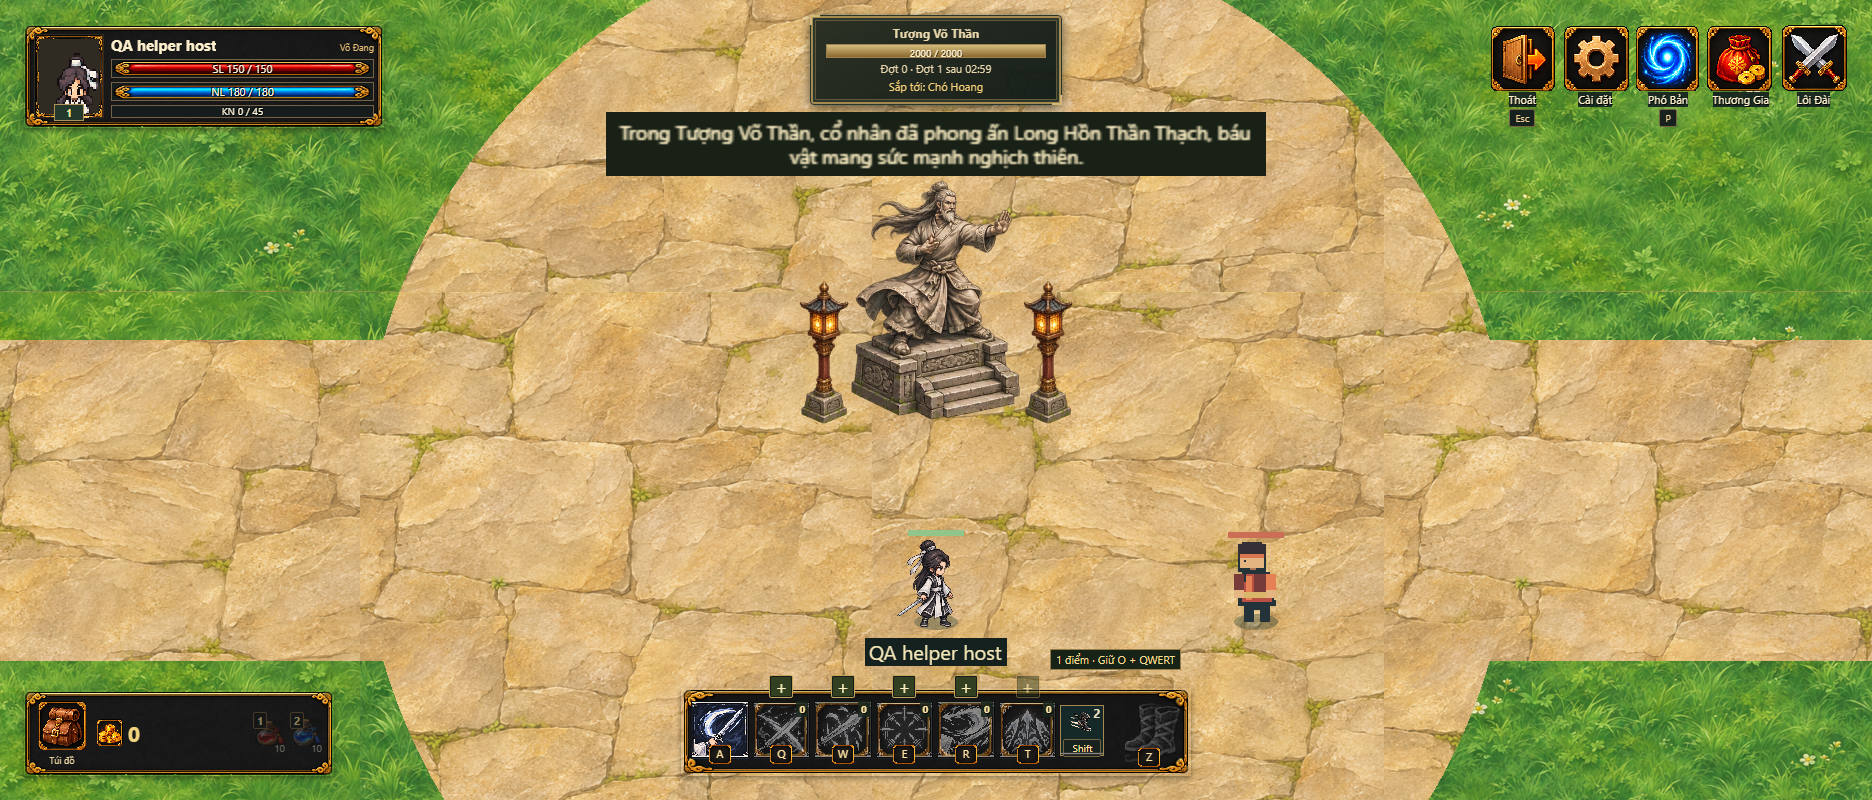 QA helper host
Võ Đang
SL 150 / 150
NL 180 / 180
1
KN 0 / 45
Tượng Võ Thần
2000 / 2000
Đợt 0 · Đợt 1 sau 02:59
Sắp tới: Chó Hoang
Thoát
Cài đặt
Phó Bản
Thương Gia
Lôi Đài
Esc
P
Trong Tượng Võ Thần, cổ nhân đã phong ấn Long Hồn Thần Thạch, báu
vật mang sức mạnh nghịch thiên.
QA helper host
1 điểm · Giữ O + QWERT
+ + + + +
0 0 0 0 0 2
A Q W E R T Shift Z
0
1 2
10 10
Túi đồ